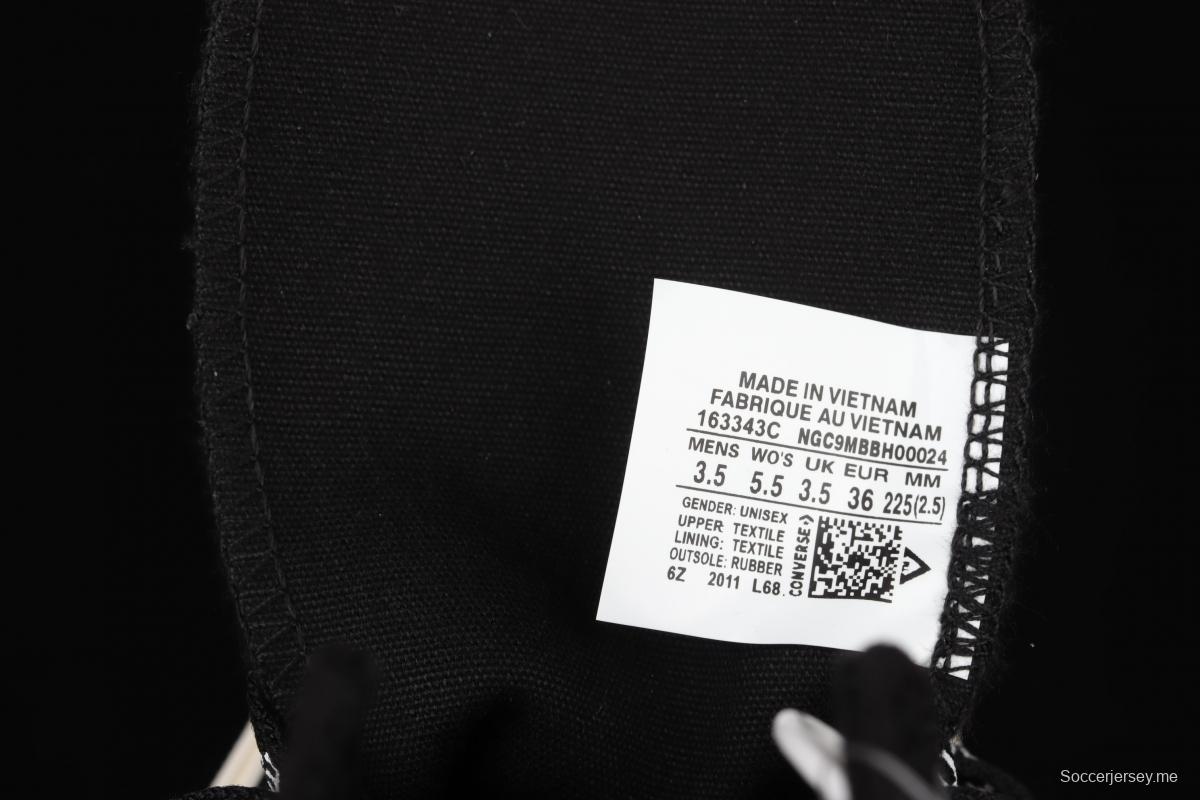 MADE IN VIETNAM
FABRIQUE AU VIETNAM
163343C NGC9MBBH00024
MENS WO'S UK EUR MM
3.5 5.5 3.5 36 225(2.5)
GENDER: UNISEX
UPPER: TEXTILE
LINING: TEXTILE
OUTSOLE: RUBBER
6Z 2011 L68.
CONVERSE
Soccerjersey.me